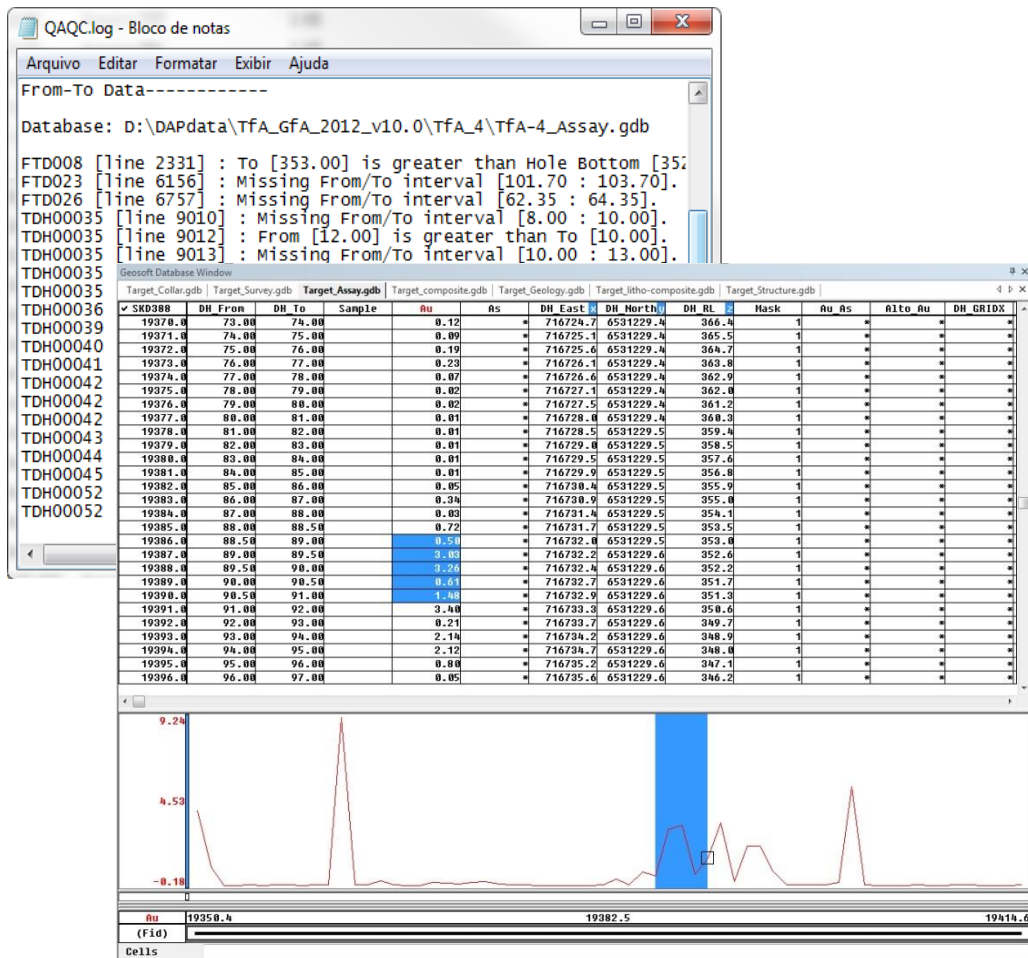 QAQC.log - Bloco de notas
Arquivo Editar Formatar Exibir Ajuda
From-To Data------------
Database: D:\DAPdata\TfA_GfA_2012_v10.0\TfA_4\TfA-4_Assay.gdb
FTD008 [line 2331] : To [353.00] is greater than Hole Bottom [352
FTD023 [line 6156] : Missing From/To interval [101.70 : 103.70].
FTD026 [line 6757] : Missing From/To interval [62.35 : 64.35].
TDH00035 [line 9010] : Missing From/To interval [8.00 : 10.00].
TDH00035 [line 9012] : From [12.00] is greater than To [10.00].
TDH00035 [line 9013] : Missing From/To interval [10.00 : 13.00].
TDH00035
TDH00035
TDH00036
TDH00039
TDH00040
TDH00041
TDH00042
TDH00042
TDH00042
TDH00043
TDH00044
TDH00045
TDH00052
TDH00052
Geosoft Database Window
Target_Collar.gdb Target_Survey.gdb Target_Assay.gdb Target_composite.gdb Target_Geology.gdb Target_litho-composite.gdb Target_Structure.gdb
✓ SKD388 DH_From DH_To Sample Au As DH_East x DH_North y DH_RL z Mask Au_As Alto_Au DH_GRIDX
19370.0 73.00 74.00 0.12 * 716724.7 6531229.4 366.4 1 * * *
19371.0 74.00 75.00 0.09 * 716725.1 6531229.4 365.5 1 * * *
19372.0 75.00 76.00 0.19 * 716725.6 6531229.4 364.7 1 * * *
19373.0 76.00 77.00 0.23 * 716726.1 6531229.4 363.8 1 * * *
19374.0 77.00 78.00 0.07 * 716726.6 6531229.4 362.9 1 * * *
19375.0 78.00 79.00 0.02 * 716727.1 6531229.4 362.0 1 * * *
19376.0 79.00 80.00 0.02 * 716727.5 6531229.4 361.2 1 * * *
19377.0 80.00 81.00 0.01 * 716728.0 6531229.4 360.3 1 * * *
19378.0 81.00 82.00 0.01 * 716728.5 6531229.5 359.4 1 * * *
19379.0 82.00 83.00 0.01 * 716729.0 6531229.5 358.5 1 * * *
19380.0 83.00 84.00 0.01 * 716729.5 6531229.5 357.6 1 * * *
19381.0 84.00 85.00 0.01 * 716729.9 6531229.5 356.8 1 * * *
19382.0 85.00 86.00 0.05 * 716730.4 6531229.5 355.9 1 * * *
19383.0 86.00 87.00 0.34 * 716730.9 6531229.5 355.0 1 * * *
19384.0 87.00 88.00 0.03 * 716731.4 6531229.5 354.1 1 * * *
19385.0 88.00 88.50 0.72 * 716731.7 6531229.5 353.5 1 * * *
19386.0 88.50 89.00 0.50 * 716732.0 6531229.5 353.0 1 * * *
19387.0 89.00 89.50 3.03 * 716732.2 6531229.6 352.6 1 * * *
19388.0 89.50 90.00 3.26 * 716732.4 6531229.6 352.2 1 * * *
19389.0 90.00 90.50 0.61 * 716732.7 6531229.6 351.7 1 * * *
19390.0 90.50 91.00 1.48 * 716732.9 6531229.6 351.3 1 * * *
19391.0 91.00 92.00 3.40 * 716733.3 6531229.6 350.6 1 * * *
19392.0 92.00 93.00 0.21 * 716733.7 6531229.6 349.7 1 * * *
19393.0 93.00 94.00 2.14 * 716734.2 6531229.6 348.9 1 * * *
19394.0 94.00 95.00 2.12 * 716734.7 6531229.6 348.0 1 * * *
19395.0 95.00 96.00 0.80 * 716735.2 6531229.6 347.1 1 * * *
19396.0 96.00 97.00 0.05 * 716735.6 6531229.6 346.2 1 * * *
9.24
4.53
-0.18
Au 19350.4 19382.5 19414.6
(Fid)
Cells